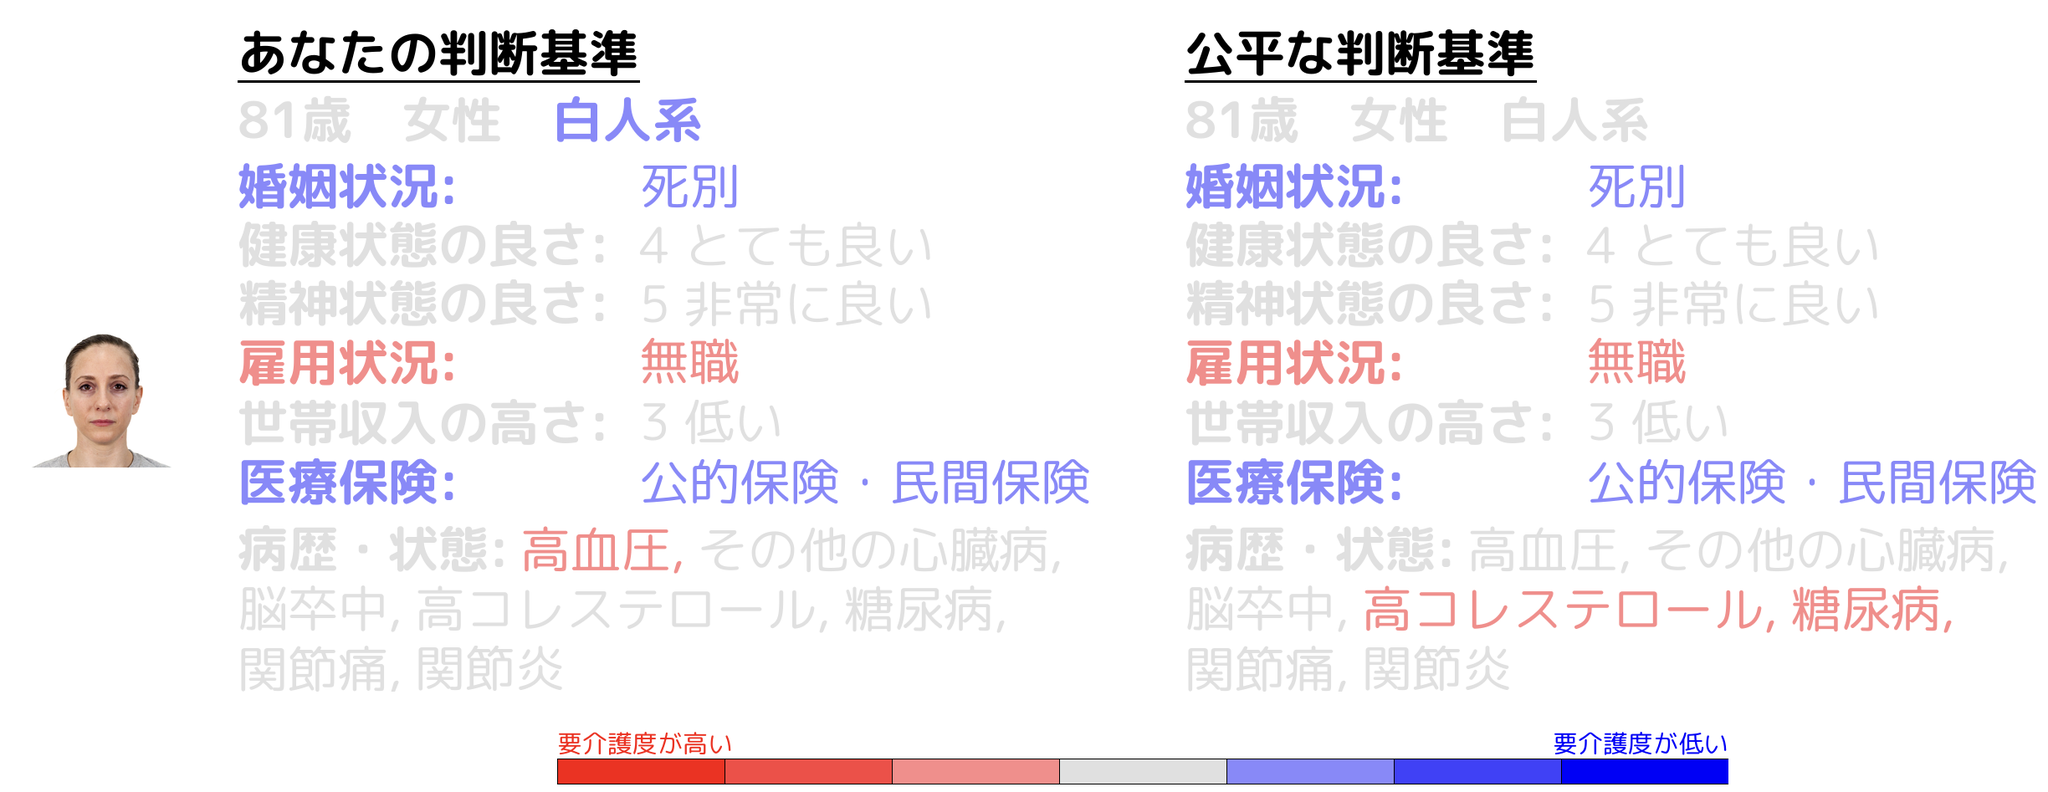 あなたの判断基準
81歳 女性 白人系
婚姻状況: 死別
健康状態の良さ: 4 とても良い
精神状態の良さ: 5 非常に良い
雇用状況: 無職
世帯収入の高さ: 3 低い
医療保険: 公的保険・民間保険
病歴・状態: 高血圧, その他の心臓病,
脳卒中, 高コレステロール, 糖尿病,
関節痛, 関節炎
公平な判断基準
81歳 女性 白人系
婚姻状況: 死別
健康状態の良さ: 4 とても良い
精神状態の良さ: 5 非常に良い
雇用状況: 無職
世帯収入の高さ: 3 低い
医療保険: 公的保険・民間保険
病歴・状態: 高血圧, その他の心臓病,
脳卒中, 高コレステロール, 糖尿病,
関節痛, 関節炎
要介護度が高い
要介護度が低い